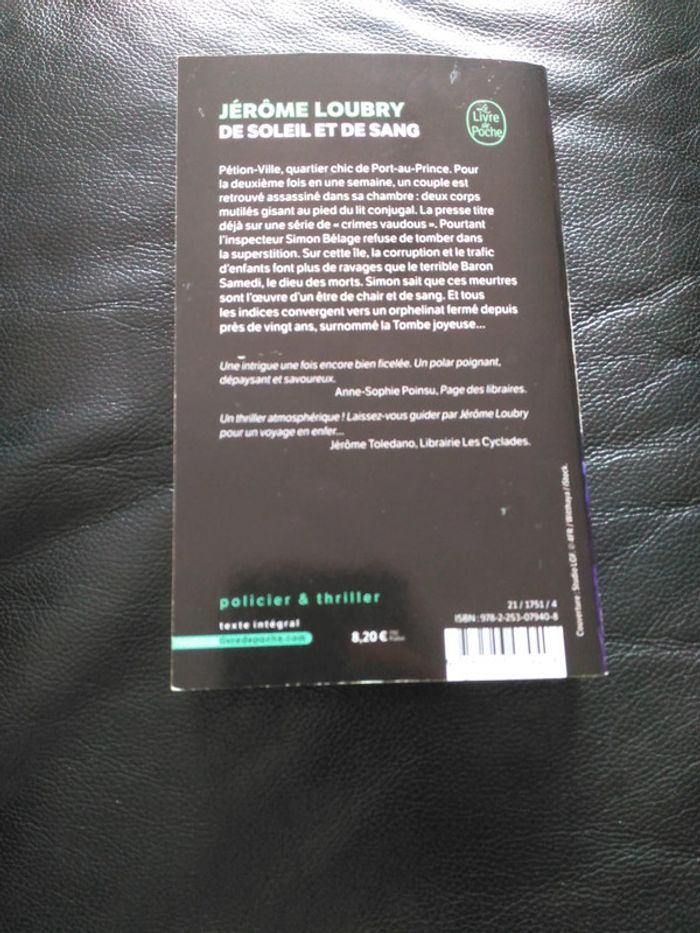 JÉRÔME LOUBRY
DE SOLEIL ET DE SANG
Le
Livre
de
Poche
Pétion-Ville, quartier chic de Port-au-Prince. Pour
la deuxième fois en une semaine, un couple est
retrouvé assassiné dans sa chambre : deux corps
mutilés gisant au pied du lit conjugal. La presse titre
déjà sur une série de « crimes vaudous ». Pourtant
l'inspecteur Simon Bélage refuse de tomber dans
la superstition. Sur cette île, la corruption et le trafic
d'enfants font plus de ravages que le terrible Baron
Samedi, le dieu des morts. Simon sait que ces meurtres
sont l'œuvre d'un être de chair et de sang. Et tous
les indices convergent vers un orphelinat fermé depuis
près de vingt ans, surnommé la Tombe joyeuse...
Une intrigue une fois encore bien ficelée. Un polar poignant,
dépaysant et savoureux.
Anne-Sophie Poinsu, Page des libraires.
Un thriller atmosphérique ! Laissez-vous guider par Jérôme Loubry
pour un voyage en enfer...
Jérôme Toledano, Librairie Les Cyclades.
policier & thriller
texte intégral
livredepoche.com
8,20 €
21 / 1751 / 4
ISBN : 978-2-253-07940-8
Couverture : Studio LGF. © 4FR / Withaya / iStock.